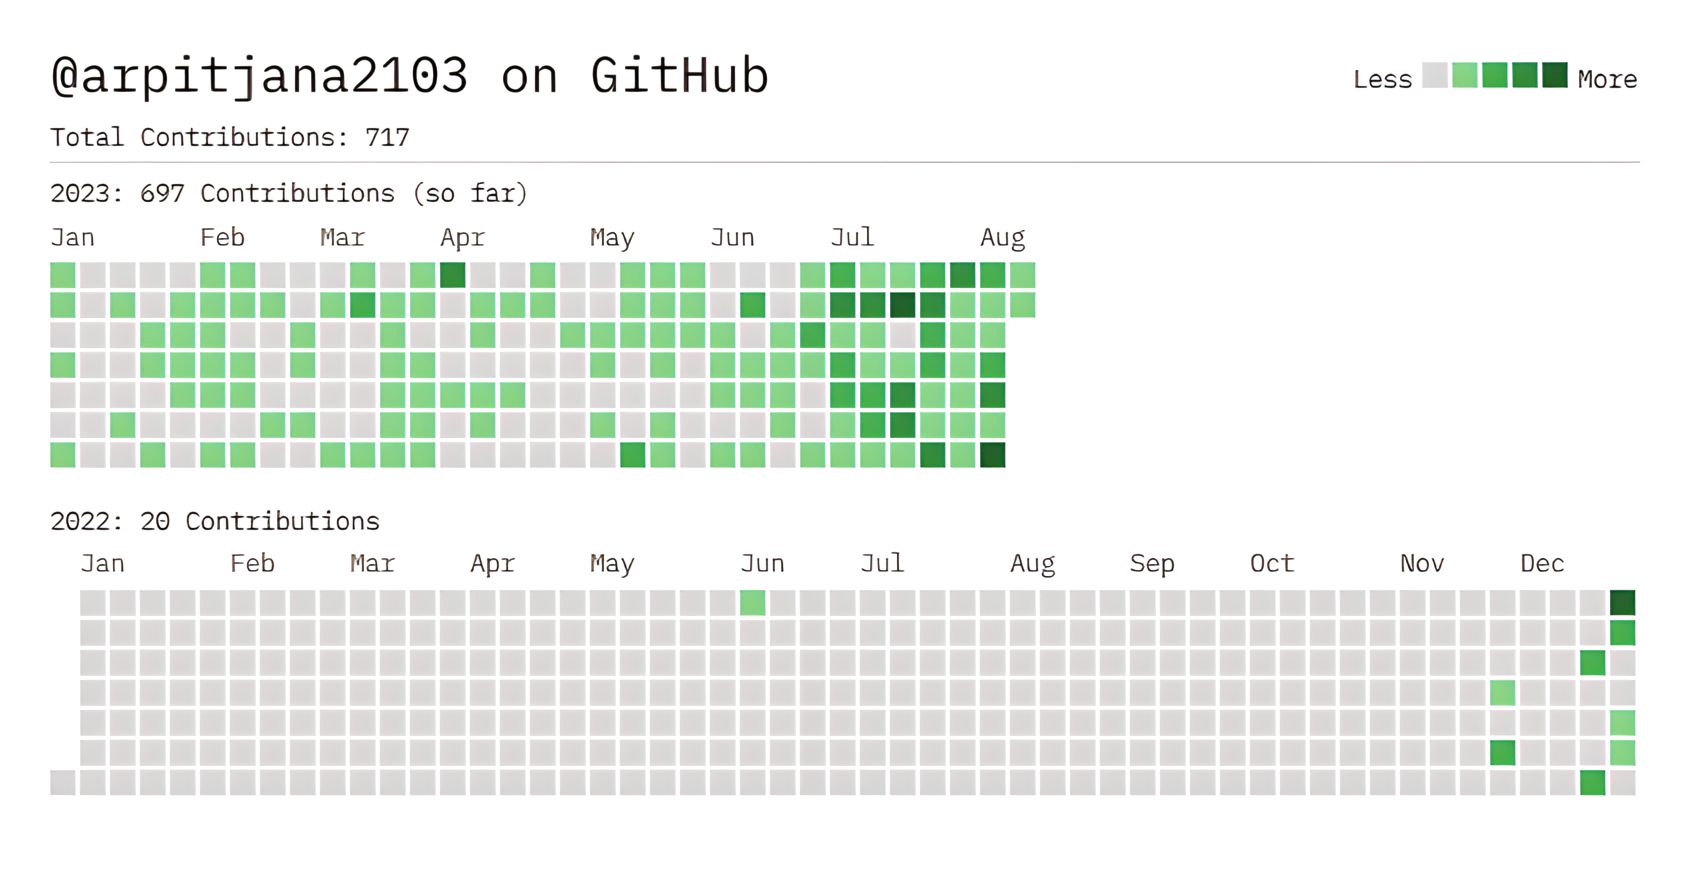 @arpitjana2103 on GitHub
Less More
Total Contributions: 717
2023: 697 Contributions (so far)
Jan Feb Mar Apr May Jun Jul Aug
2022: 20 Contributions
Jan Feb Mar Apr May Jun Jul Aug Sep Oct Nov Dec